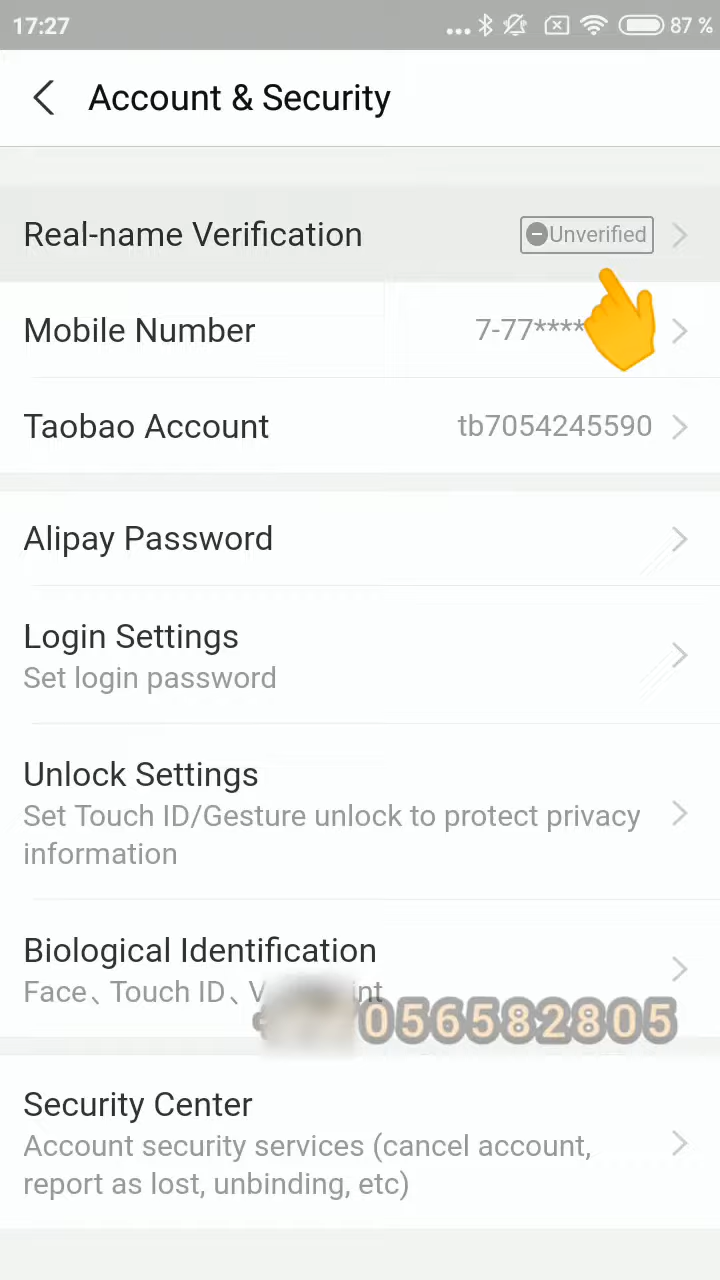 17:27
87 %
Account & Security
Real-name Verification
Unverified
Mobile Number
7-77****
Taobao Account
tb7054245590
Alipay Password
Login Settings
Set login password
Unlock Settings
Set Touch ID/Gesture unlock to protect privacy
information
Biological Identification
Face、Touch ID、
056582805
Security Center
Account security services (cancel account,
report as lost, unbinding, etc)